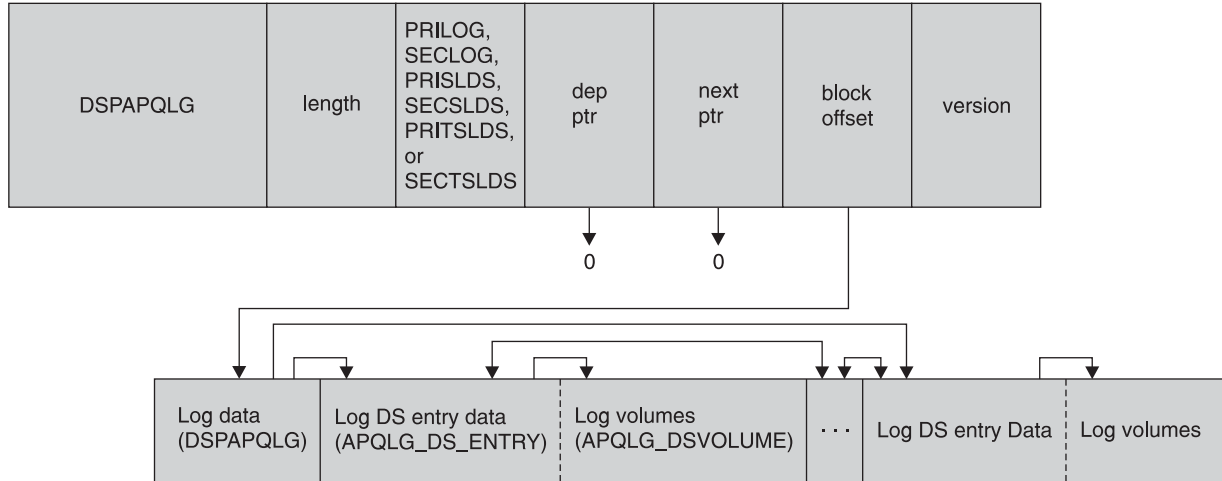 DSPAPQLG
length
PRILOG,
SECLOG,
PRISLDS,
SECSLDS,
PRITSLDS,
or
SECTSLDS
dep
ptr
next
ptr
block
offset
version
0
0
Log data
(DSPAPQLG)
Log DS entry data
(APQLG_DS_ENTRY)
Log volumes
(APQLG_DSVOLUME)
. . .
Log DS entry Data
Log volumes